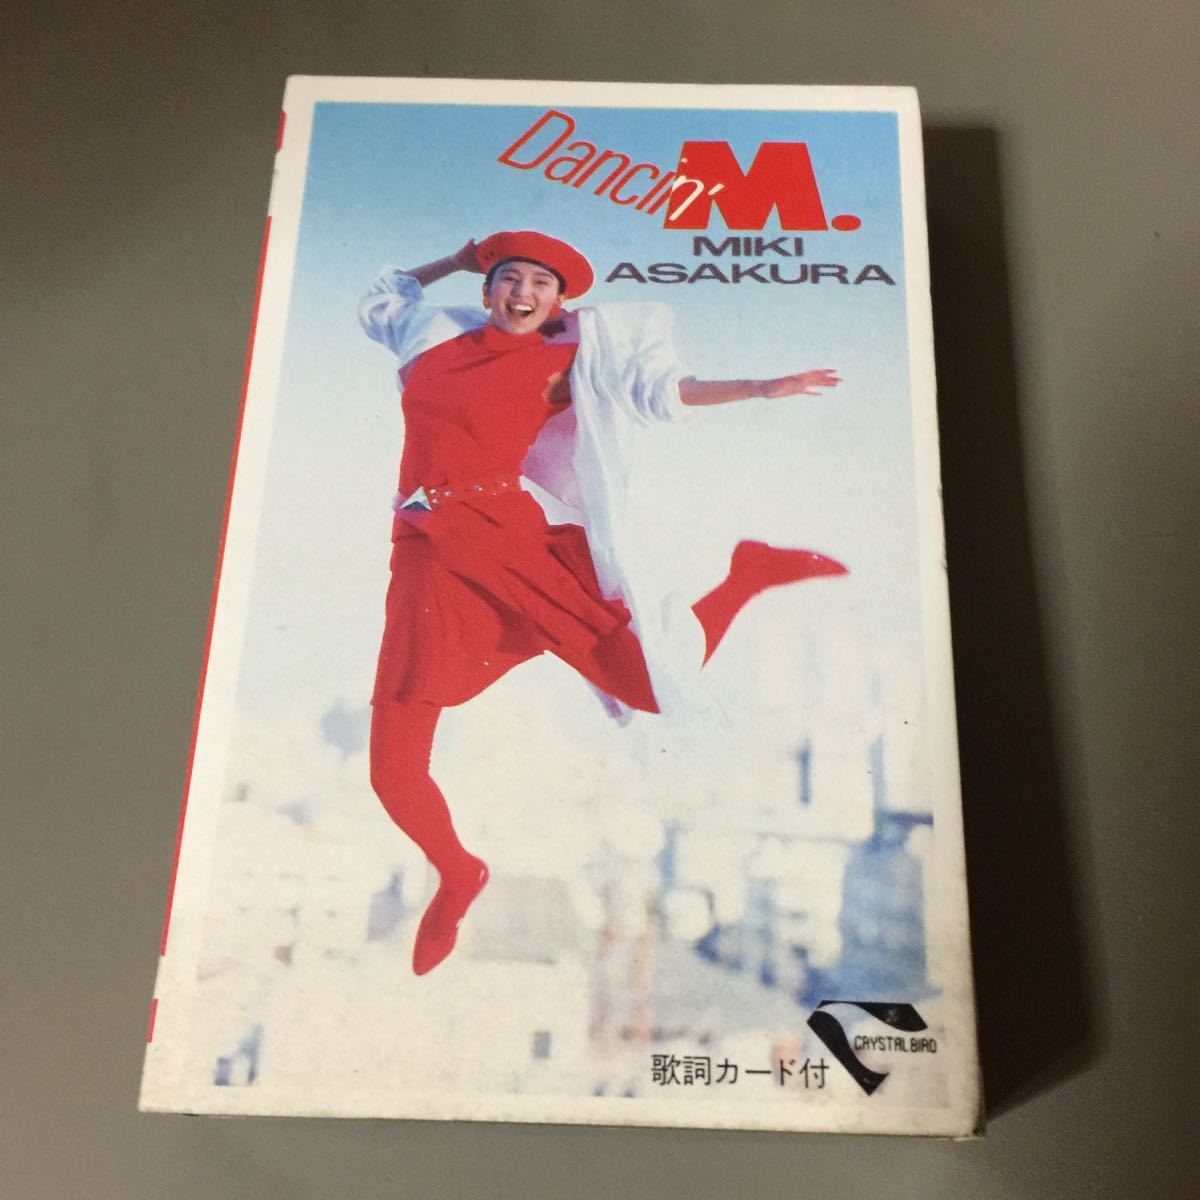 Dancin' M.
MIKI
ASAKURA
CRYSTAL BIRD
歌詞カード付